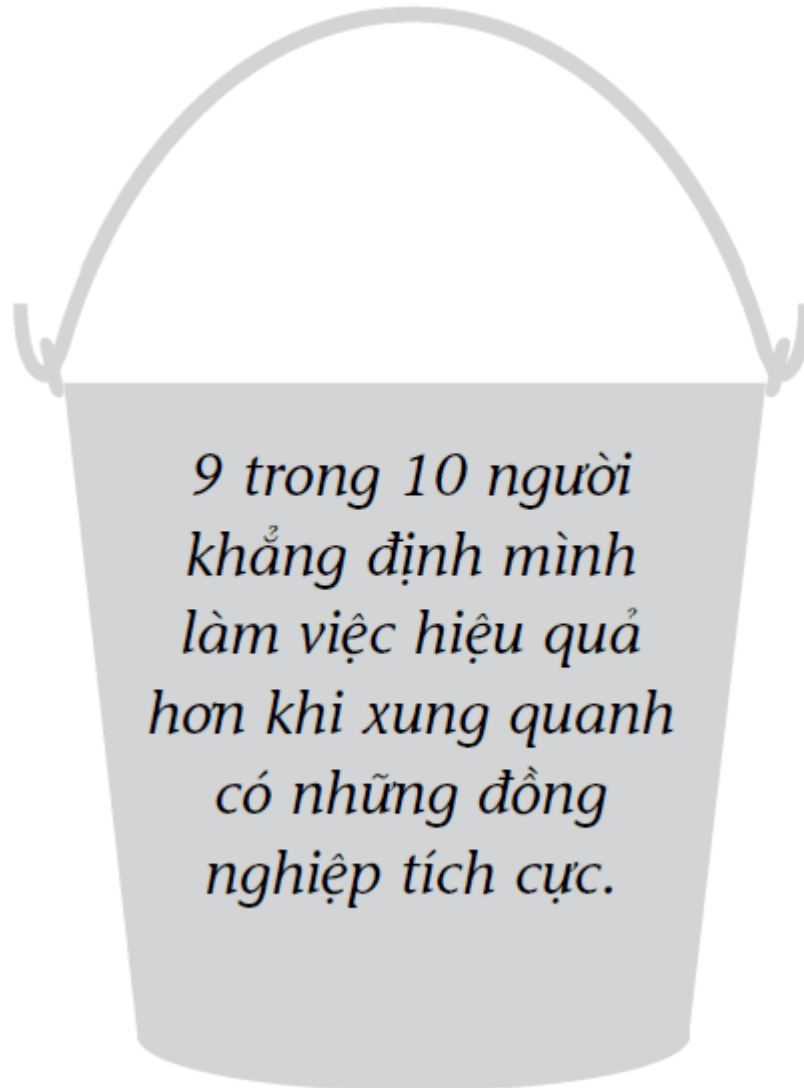 9 trong 10 người
khẳng định mình
làm việc hiệu quả
hơn khi xung quanh
có những đồng
nghiệp tích cực.